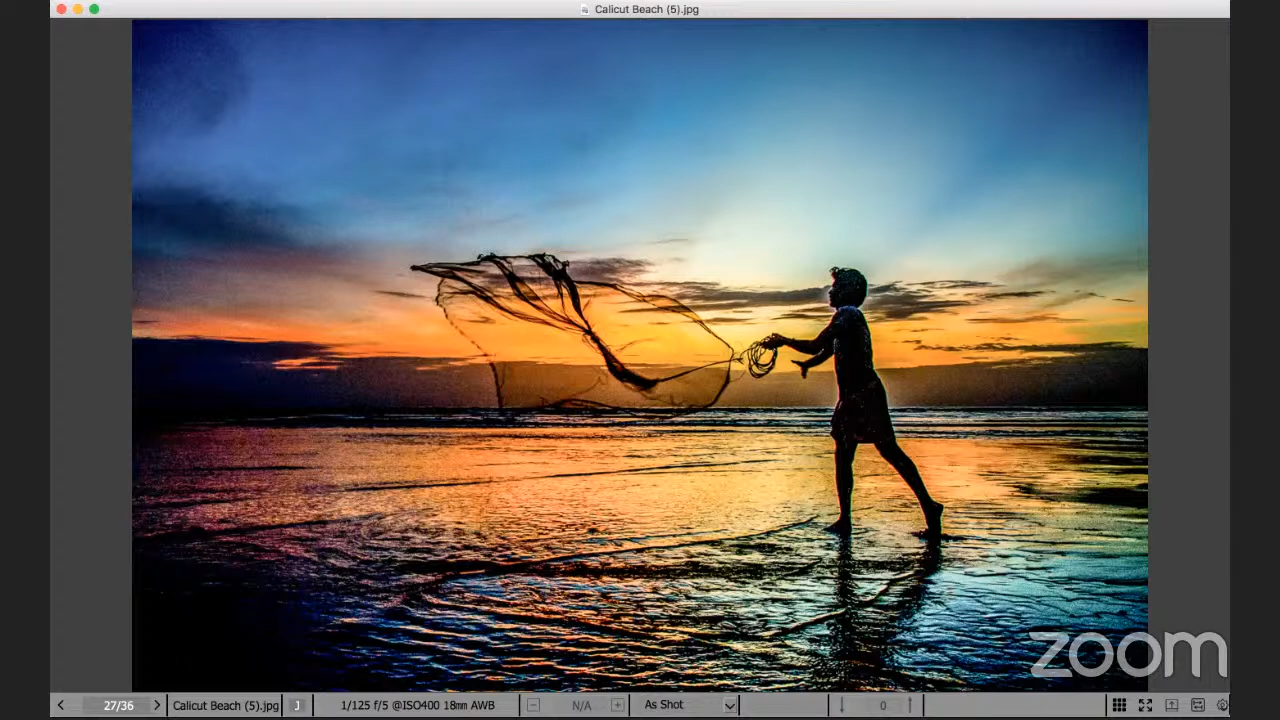 Calicut Beach (5).jpg
zoom
27/36
Calicut Beach (5).jpg
J
1/125 f/5 @ISO400 18mm AWB
N/A
As Shot
0